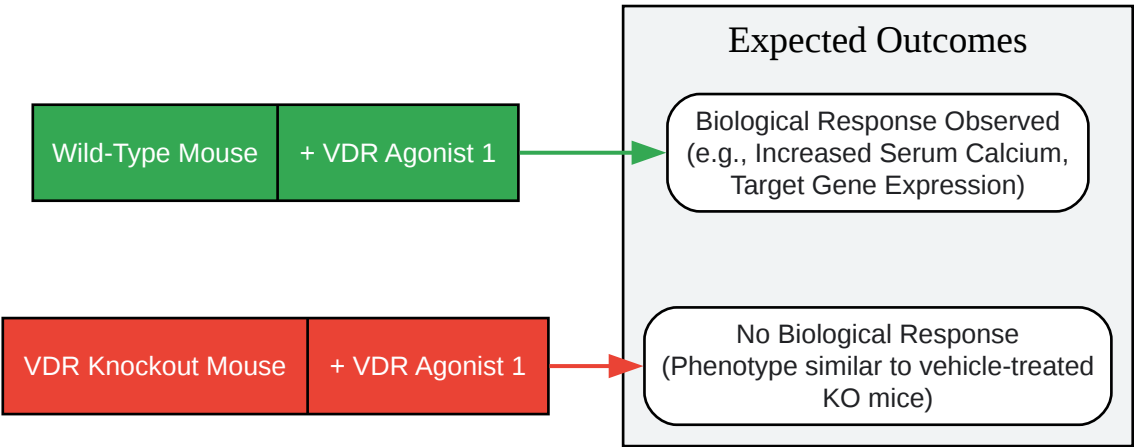 Expected Outcomes
Wild-Type Mouse
+ VDR Agonist 1
Biological Response Observed
(e.g., Increased Serum Calcium,
Target Gene Expression)
VDR Knockout Mouse
+ VDR Agonist 1
No Biological Response
(Phenotype similar to vehicle-treated
KO mice)